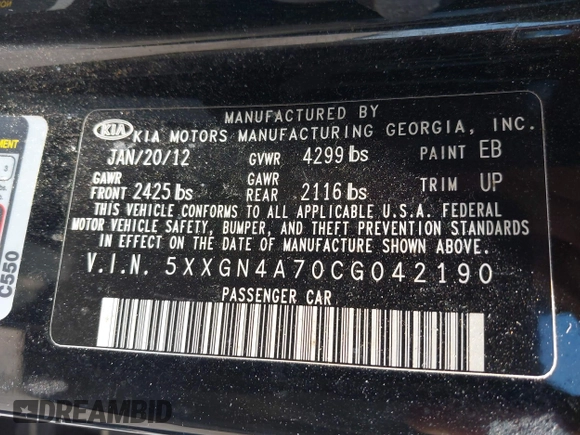 MANUFACTURED BY
KIA KIA MOTORS MANUFACTURING GEORGIA, INC.
JAN/20/12 GVWR 4299 lbs PAINT EB
GAWR FRONT 2425 lbs GAWR REAR 2116 lbs TRIM UP
THIS VEHICLE CONFORMS TO ALL APPLICABLE U.S.A. FEDERAL
MOTOR VEHICLE SAFETY, BUMPER, AND THEFT PREVENTION STANDARDS
IN EFFECT ON THE DATE OF MANUFACTURE SHOWN ABOVE.
V.I.N. 5XXGN4A70CG042190
PASSENGER CAR
C550
DREAMBID